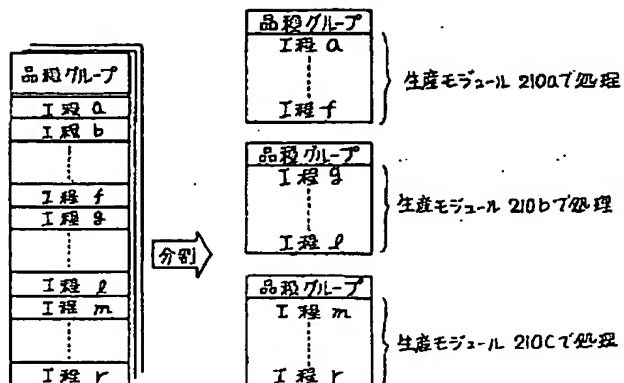 品種グループ
工程 a
工程 b
工程 f
工程 g
工程 l
工程 m
工程 r
分割
品種グループ
工程 a
工程 f
生産モジュール 210aで処理
品種グループ
工程 g
工程 l
生産モジュール 210bで処理
品種グループ
工程 m
工程 r
生産モジュール 210Cで処理